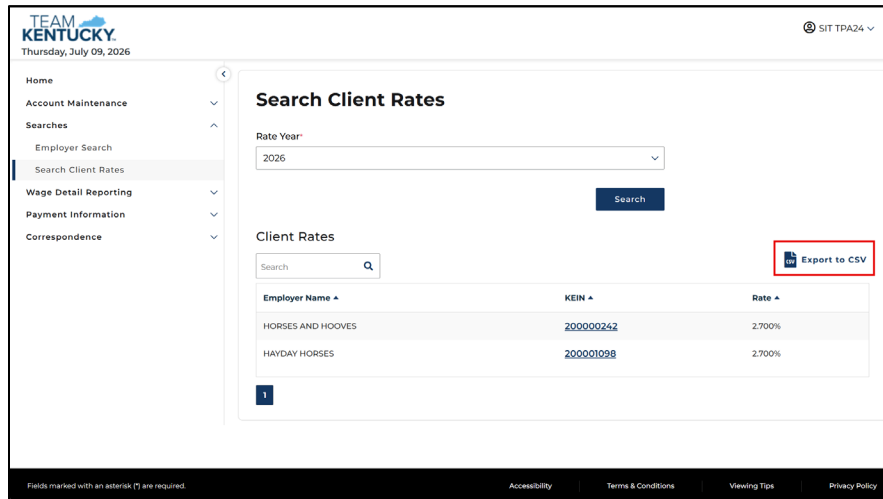 TEAM
KENTUCKY.
Thursday, July 09, 2026
SIT TPA24
Home
Account Maintenance
Searches
Employer Search
Search Client Rates
Wage Detail Reporting
Payment Information
Correspondence
Search Client Rates
Rate Year*
2026
Search
Client Rates
Search
CSV Export to CSV
Employer Name KEIN Rate
HORSES AND HOOVES 200000242 2.700%
HAYDAY HORSES 200001098 2.700%
1
Fields marked with an asterisk (*) are required. Accessibility Terms & Conditions Viewing Tips Privacy Policy